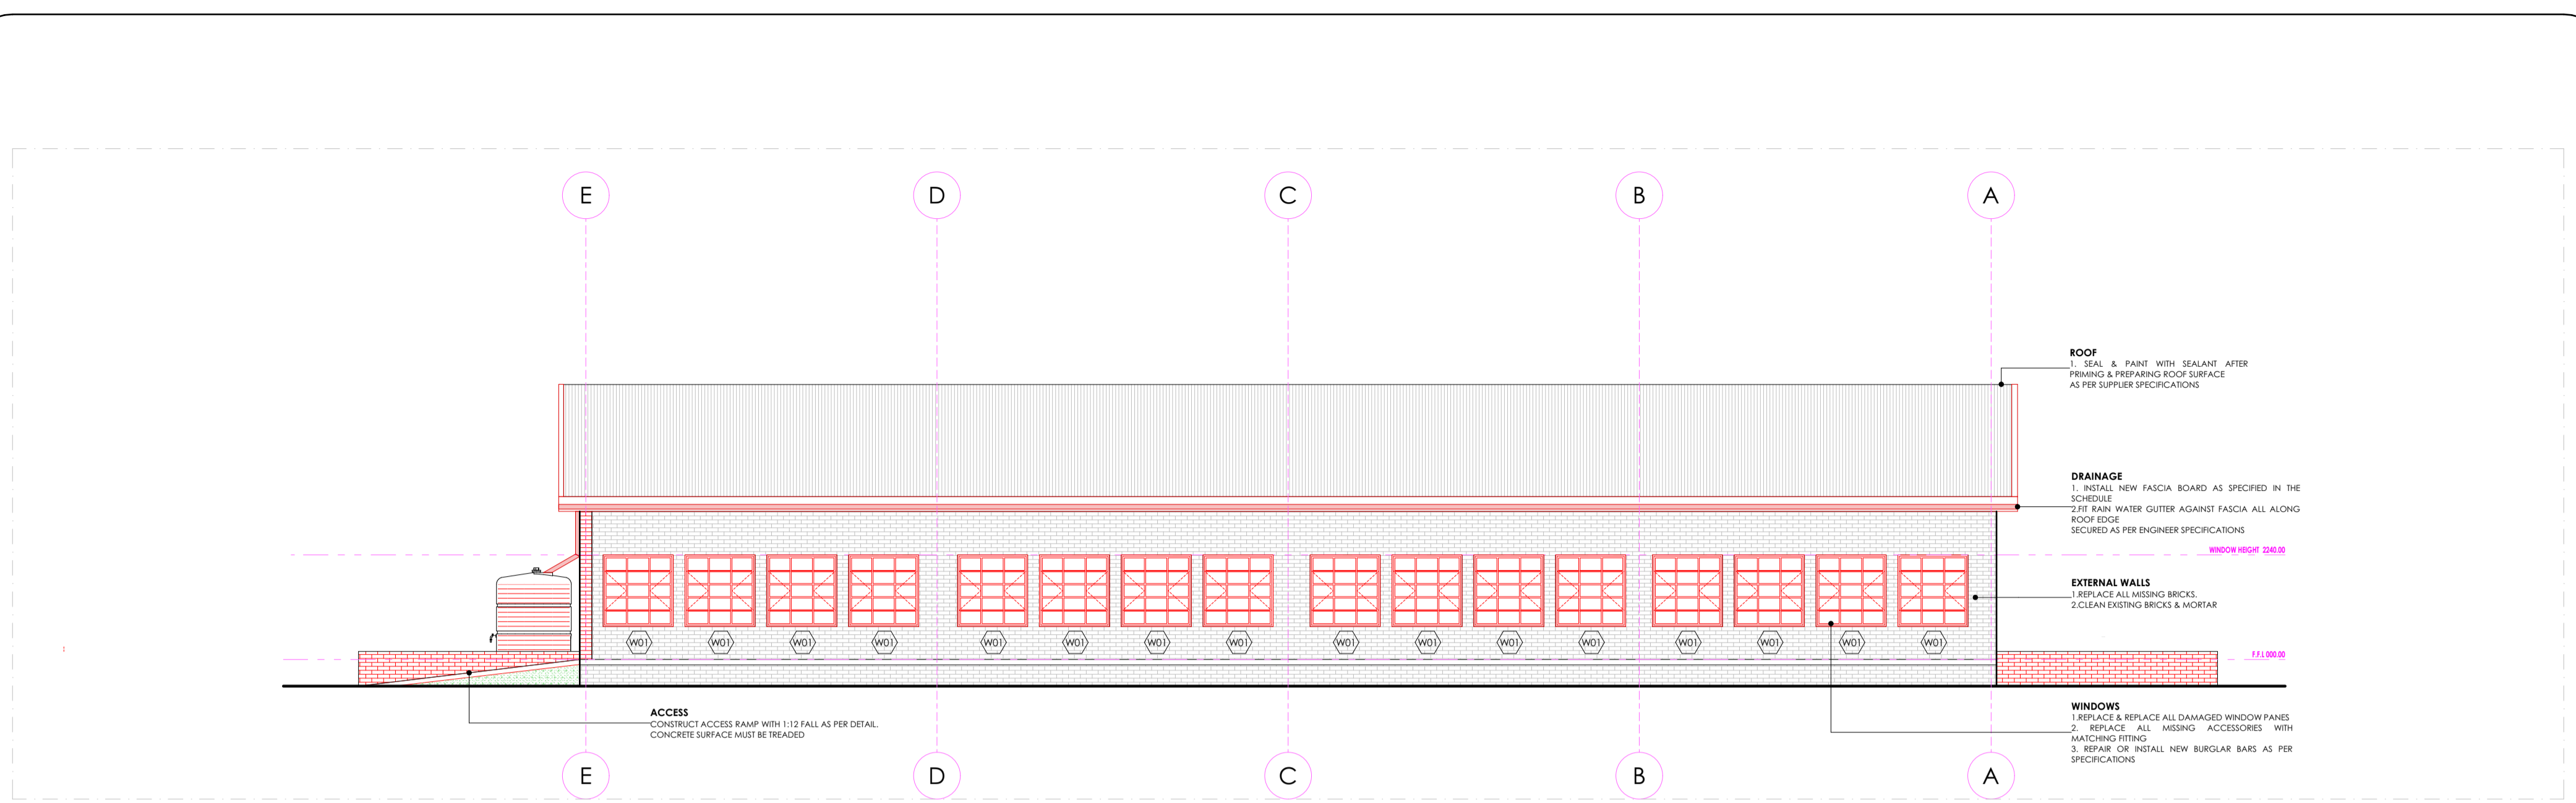 E D C B A
ROOF
1. SEAL & PAINT WITH SEALANT AFTER
PRIMING & PREPARING ROOF SURFACE
AS PER SUPPLIER SPECIFICATIONS
DRAINAGE
1. INSTALL NEW FASCIA BOARD AS SPECIFIED IN THE
SCHEDULE
2.FIT RAIN WATER GUTTER AGAINST FASCIA ALL ALONG
ROOF EDGE
SECURED AS PER ENGINEER SPECIFICATIONS
WINDOW HEIGHT 2240.00
EXTERNAL WALLS
1.REPLACE ALL MISSING BRICKS.
2.CLEAN EXISTING BRICKS & MORTAR
W01 W01 W01 W01 W01 W01 W01 W01 W01 W01 W01 W01 W01 W01 W01 W01
F.F.L 000.00
ACCESS
CONSTRUCT ACCESS RAMP WITH 1:12 FALL AS PER DETAIL.
CONCRETE SURFACE MUST BE TREADED
WINDOWS
1.REPLACE & REPLACE ALL DAMAGED WINDOW PANES
2. REPLACE ALL MISSING ACCESSORIES WITH
MATCHING FITTING
3. REPAIR OR INSTALL NEW BURGLAR BARS AS PER
SPECIFICATIONS
E D C B A